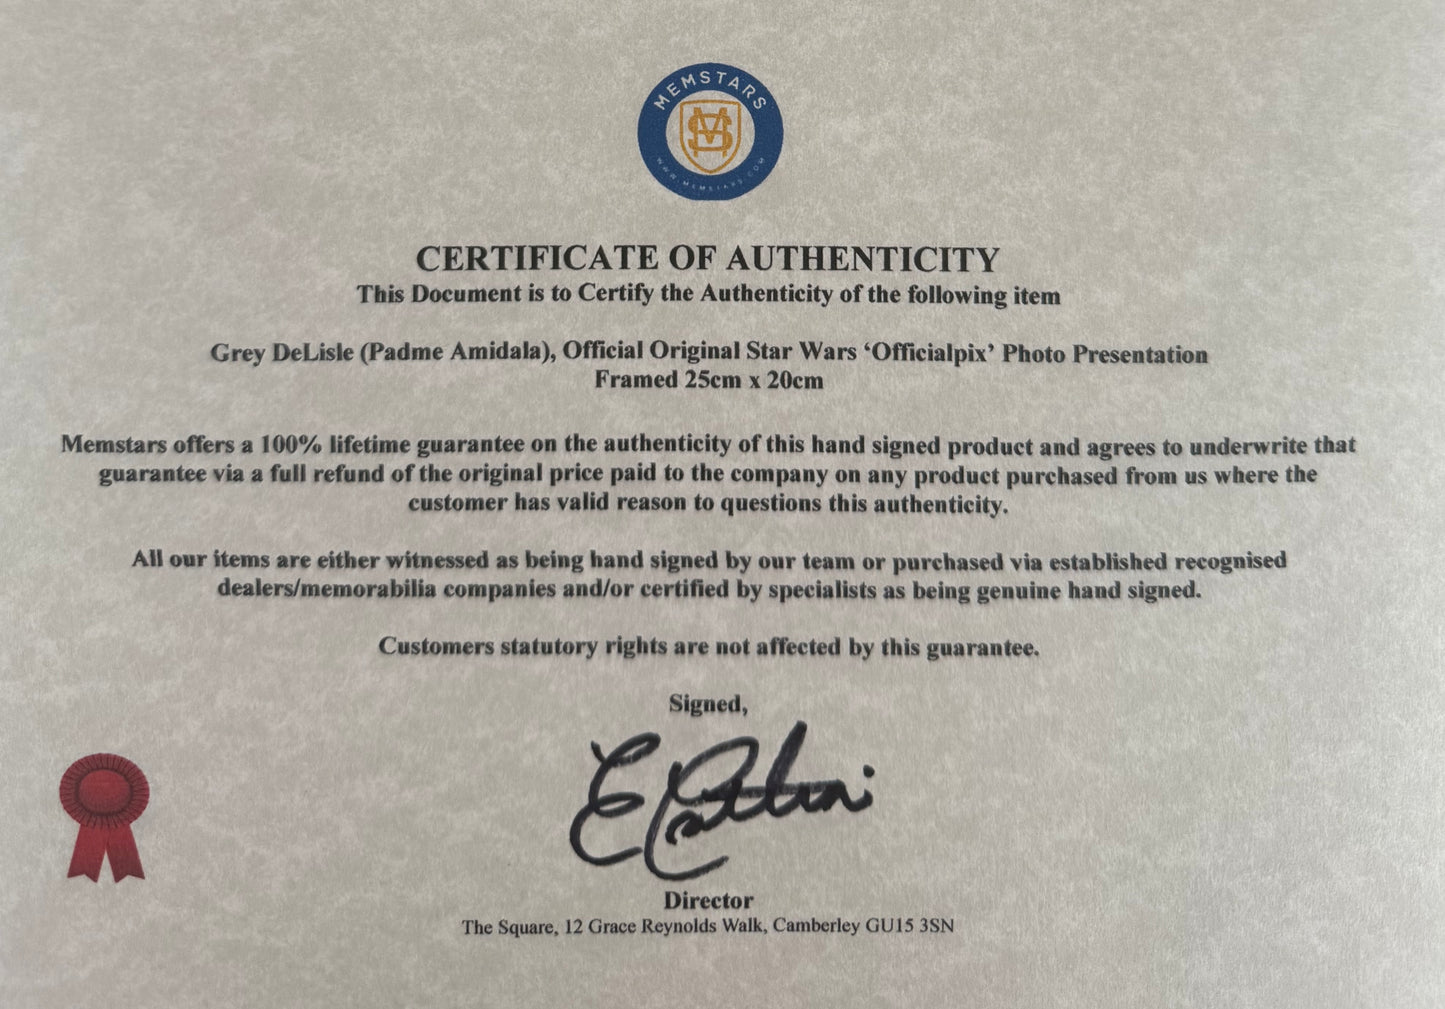 MEMSTARS
MS
WWW.MEMSTARS.COM
CERTIFICATE OF AUTHENTICITY
This Document is to Certify the Authenticity of the following item
Grey DeLisle (Padme Amidala), Official Original Star Wars ‘Officialpix’ Photo Presentation
Framed 25cm x 20cm
Memstars offers a 100% lifetime guarantee on the authenticity of this hand signed product and agrees to underwrite that
guarantee via a full refund of the original price paid to the company on any product purchased from us where the
customer has valid reason to questions this authenticity.
All our items are either witnessed as being hand signed by our team or purchased via established recognised
dealers/memorabilia companies and/or certified by specialists as being genuine hand signed.
Customers statutory rights are not affected by this guarantee.
Signed,
Director
The Square, 12 Grace Reynolds Walk, Camberley GU15 3SN